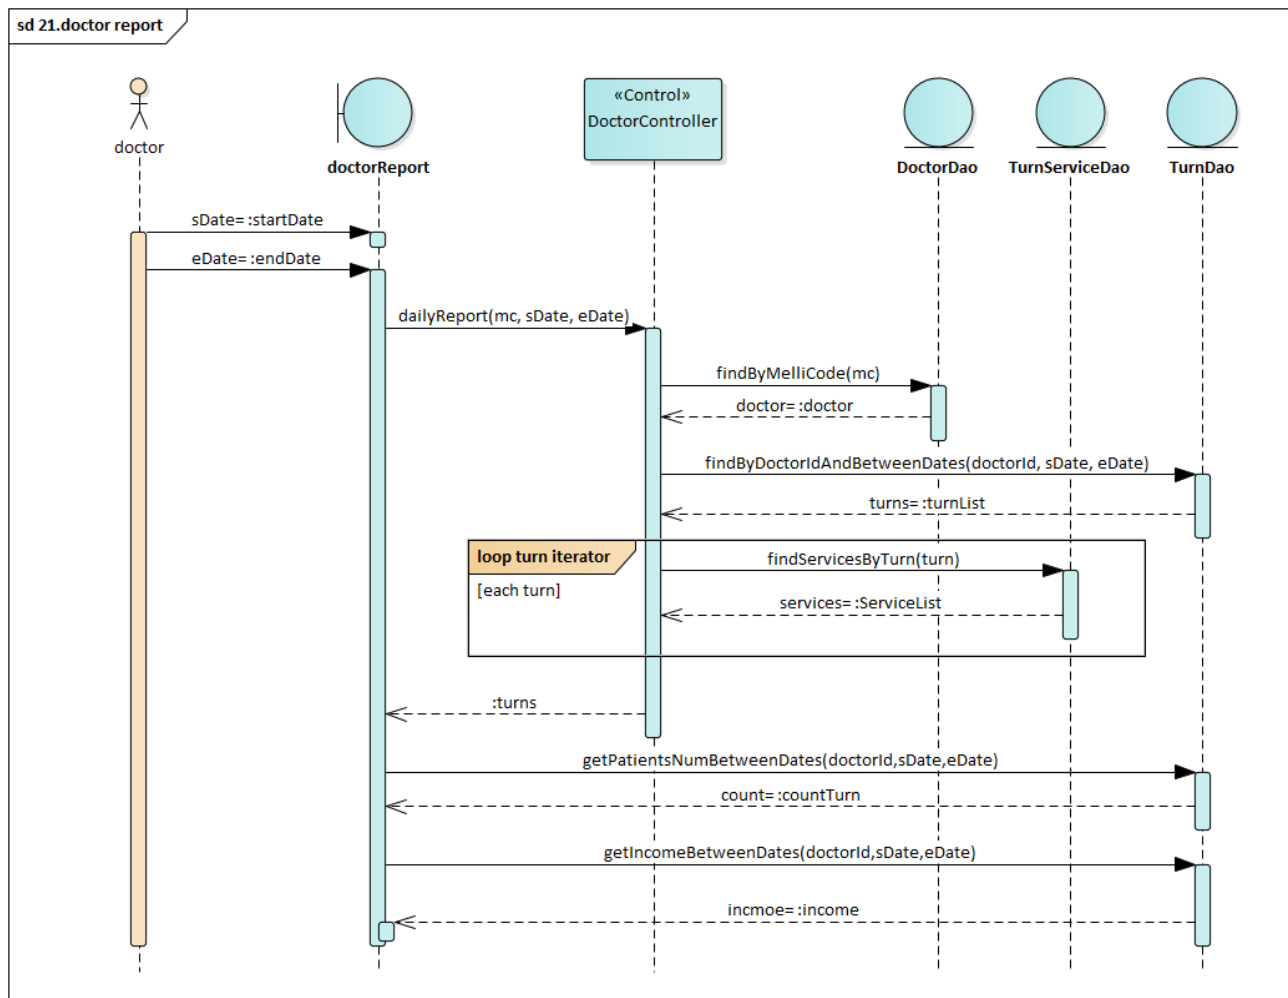 sd 21.doctor report
«Control»
DoctorController
doctor
doctorReport
DoctorDao
TurnServiceDao
TurnDao
sDate= :startDate
eDate= :endDate
dailyReport(mc, sDate, eDate)
findByMelliCode(mc)
doctor= :doctor
findByDoctorIdAndBetweenDates(doctorId, sDate, eDate)
turns= :turnList
loop turn iterator
findServicesByTurn(turn)
[each turn]
services= :ServiceList
:turns
getPatientsNumBetweenDates(doctorId,sDate,eDate)
count= :countTurn
getIncomeBetweenDates(doctorId,sDate,eDate)
incmoe= :income